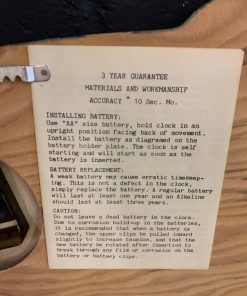 3 YEAR GUARANTEE
MATERIALS AND WORKMANSHIP
ACCURACY ± 10 Sec. Mo.
INSTALLING BATTERY:
Use "AA" size battery, hold clock in an
upright position facing back of movement.
Install the battery as diagramed on the
battery holder plate. The clock is self
starting and will start as soon as the
battery is inserted.
BATTERY REPLACEMENT:
A weak battery may cause erratic timekeep-
ing. This is not a defect in the clock,
simply replace the battery. A regular battery
will last at least one year and an Alkaline
should last at least three years.
CAUTION:
Do not leave a dead battery in the clock.
Due to corrosion build-up in the batteries,
it is recommended that when a battery is
changed, the upper clips be pulled inward
slightly to increase tension, and that the
new battery be rotated after insertion to
break through any film or corrosion on the
battery or battery clips.